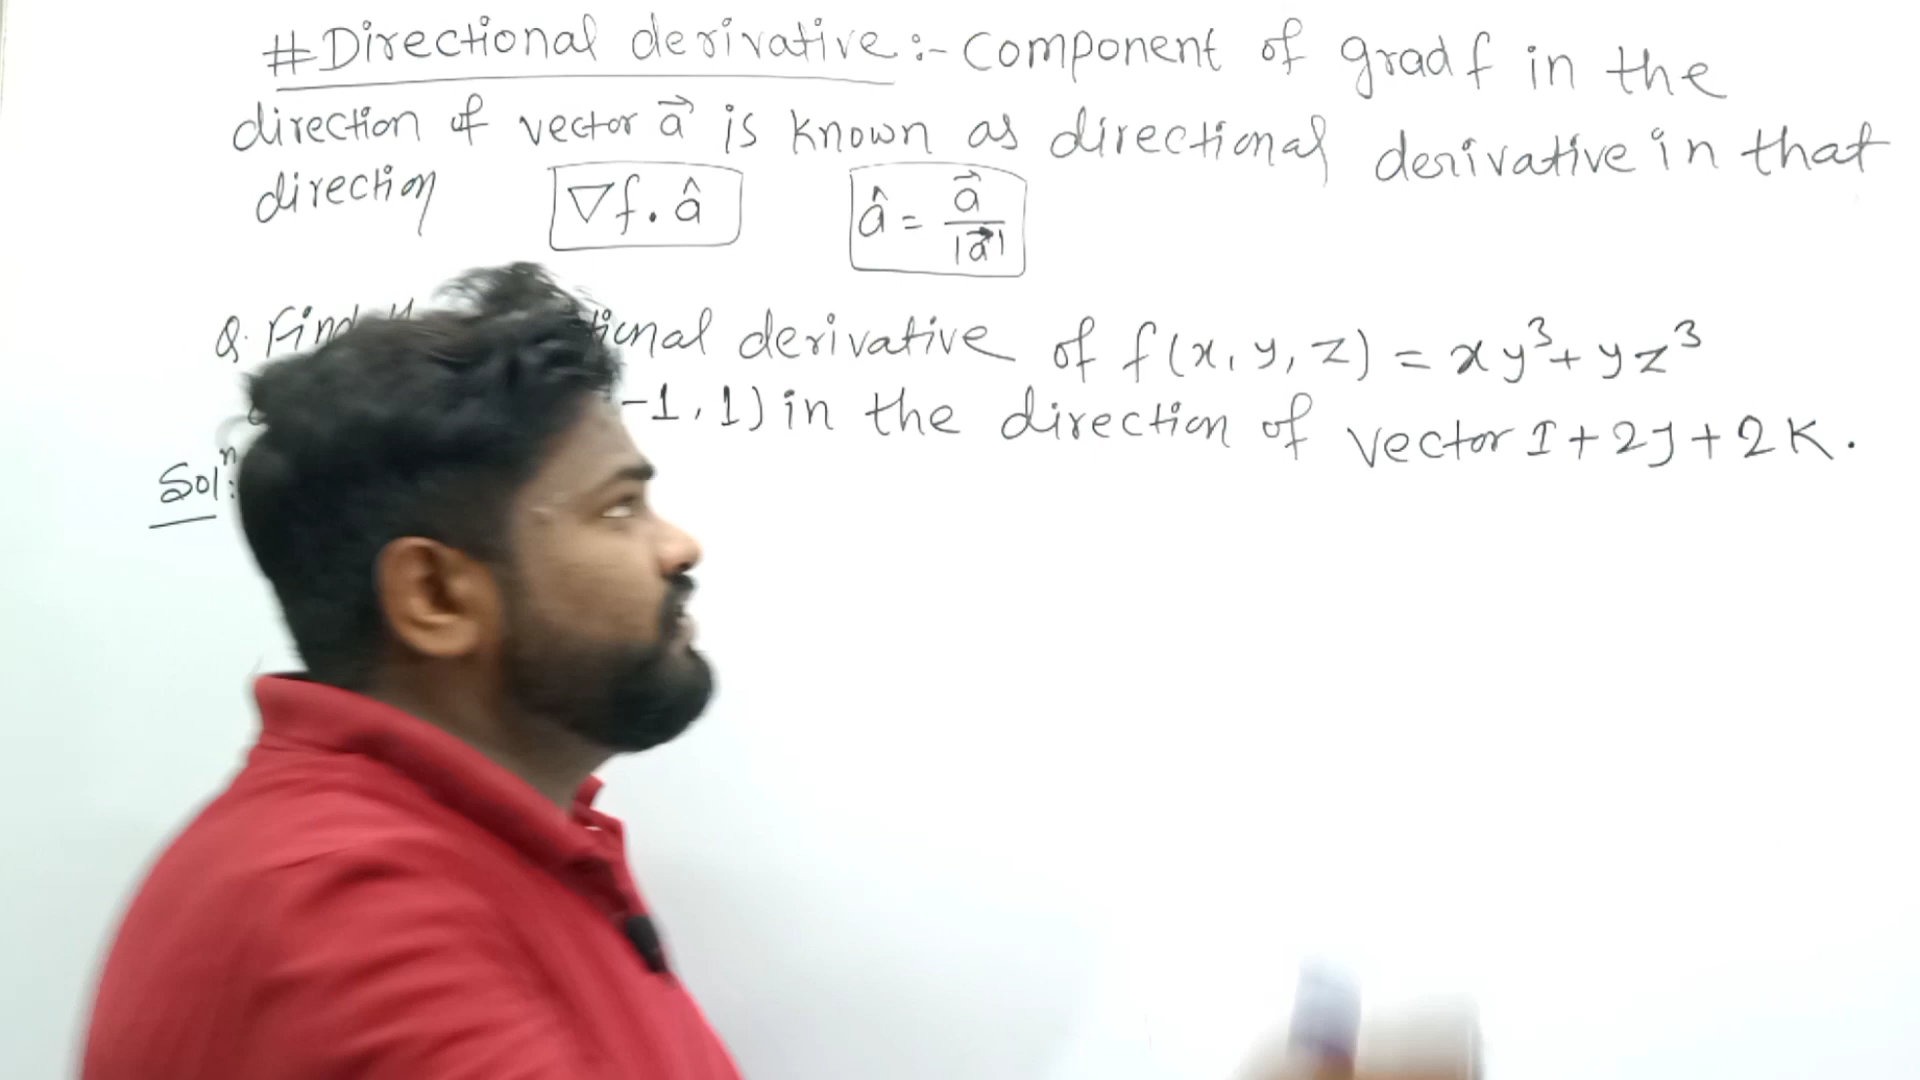 #Directional derivative :- Component of grad f in the
direction of vector a⃗ is known as directional derivative in that
direction ∇f . â â = a⃗ / |a⃗|
Q. Find derivative of f(x, y, z) = xy³ + yz³
-1, 1) in the direction of vector I + 2J + 2K .
Solⁿ: